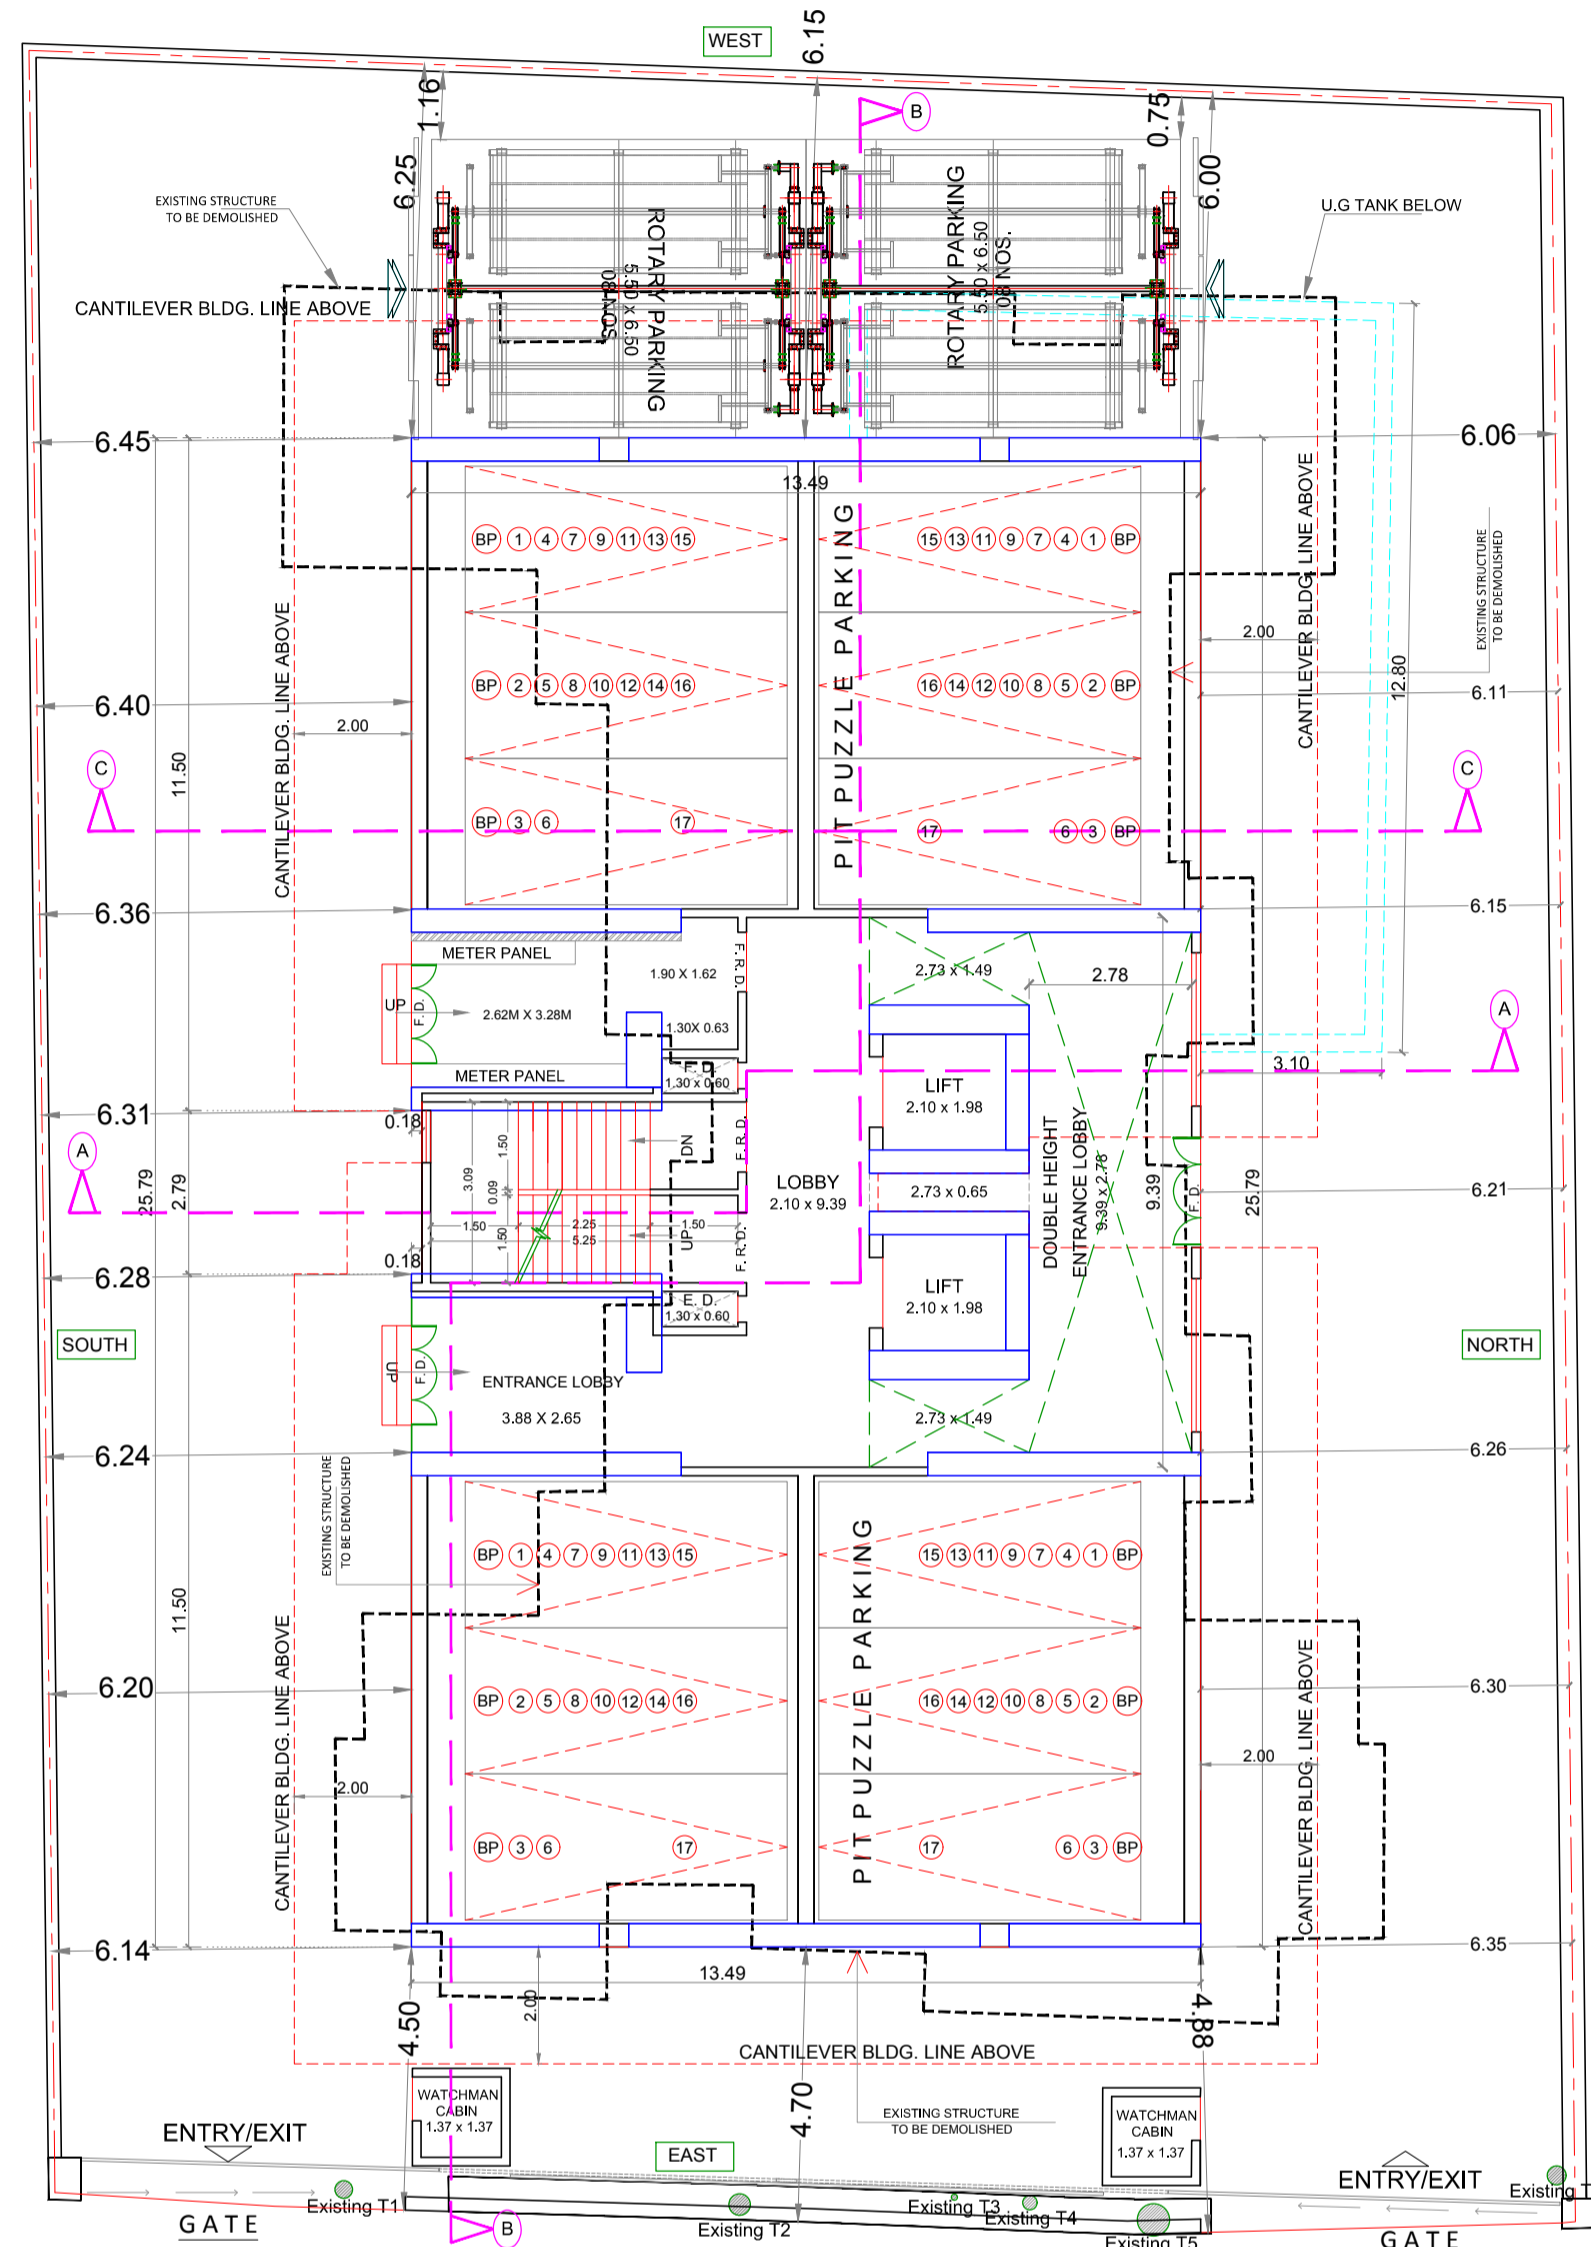 WEST
6.15
1.16
B
0.75
6.25
6.00
EXISTING STRUCTURE
TO BE DEMOLISHED
U.G TANK BELOW
CANTILEVER BLDG. LINE ABOVE
ROTARY PARKING
5.50 x 6.50
08 NOS.
ROTARY PARKING
5.50 x 6.50
08 NOS.
6.45
6.06
13.49
BP 1 4 7 9 11 13 15
15 13 11 9 7 4 1 BP
PIT PUZZLE PARKING
CANTILEVER BLDG. LINE ABOVE
EXISTING STRUCTURE
TO BE DEMOLISHED
2.00
12.80
CANTILEVER BLDG. LINE ABOVE
BP 2 5 8 10 12 14 16
16 14 12 10 8 5 2 BP
6.40
6.11
2.00
11.50
C
C
BP 3 6 17
17 6 3 BP
6.36
6.15
METER PANEL
F.R.D.
1.90 X 1.62
2.73 x 1.49
2.78
UP
F.D.
2.62M X 3.28M
1.30X 0.63
A
METER PANEL
F.D.
1.30 x 0.60
3.10
LIFT
2.10 x 1.98
6.31
0.18
A
3.09
1.50
0.09
1.50
DN
F.R.D.
LOBBY
2.10 x 9.39
2.73 x 0.65
DOUBLE HEIGHT
ENTRANCE LOBBY
9.39 x 2.78
9.39
F.D.
25.79
6.21
25.79
2.79
1.50
2.25
1.50
5.25
UP
F.R.D.
6.28
0.18
E.D.
1.30 x 0.60
LIFT
2.10 x 1.98
SOUTH
NORTH
UP
F.D.
ENTRANCE LOBBY
3.88 X 2.65
2.73 x 1.49
6.24
6.26
EXISTING STRUCTURE
TO BE DEMOLISHED
BP 1 4 7 9 11 13 15
15 13 11 9 7 4 1 BP
PIT PUZZLE PARKING
11.50
CANTILEVER BLDG. LINE ABOVE
CANTILEVER BLDG. LINE ABOVE
6.20
BP 2 5 8 10 12 14 16
16 14 12 10 8 5 2 BP
6.30
2.00
2.00
BP 3 6 17
17 6 3 BP
6.14
6.35
13.49
4.50
2.00
4.88
CANTILEVER BLDG. LINE ABOVE
WATCHMAN
CABIN
1.37 x 1.37
4.70
EXISTING STRUCTURE
TO BE DEMOLISHED
WATCHMAN
CABIN
1.37 x 1.37
ENTRY/EXIT
EAST
ENTRY/EXIT
Existing T1
Existing T2
Existing T3
Existing T4
Existing T5
Existing T
GATE
B
GATE